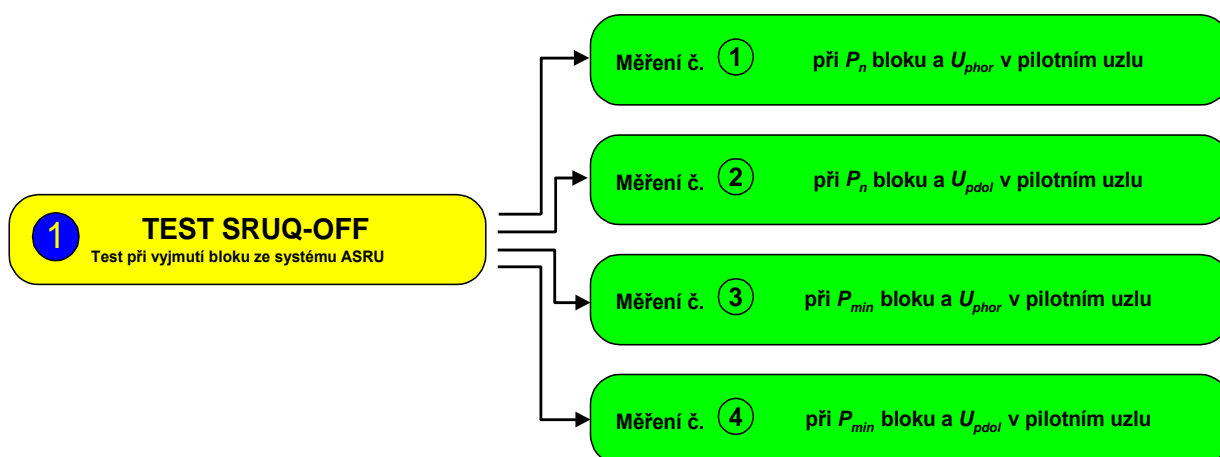 Měření č. 1 při Pn bloku a Uphor v pilotním uzlu
Měření č. 2 při Pn bloku a Updol v pilotním uzlu
1 TEST SRUQ-OFF
Test při vyjmutí bloku ze systému ASRU
Měření č. 3 při Pmin bloku a Uphor v pilotním uzlu
Měření č. 4 při Pmin bloku a Updol v pilotním uzlu